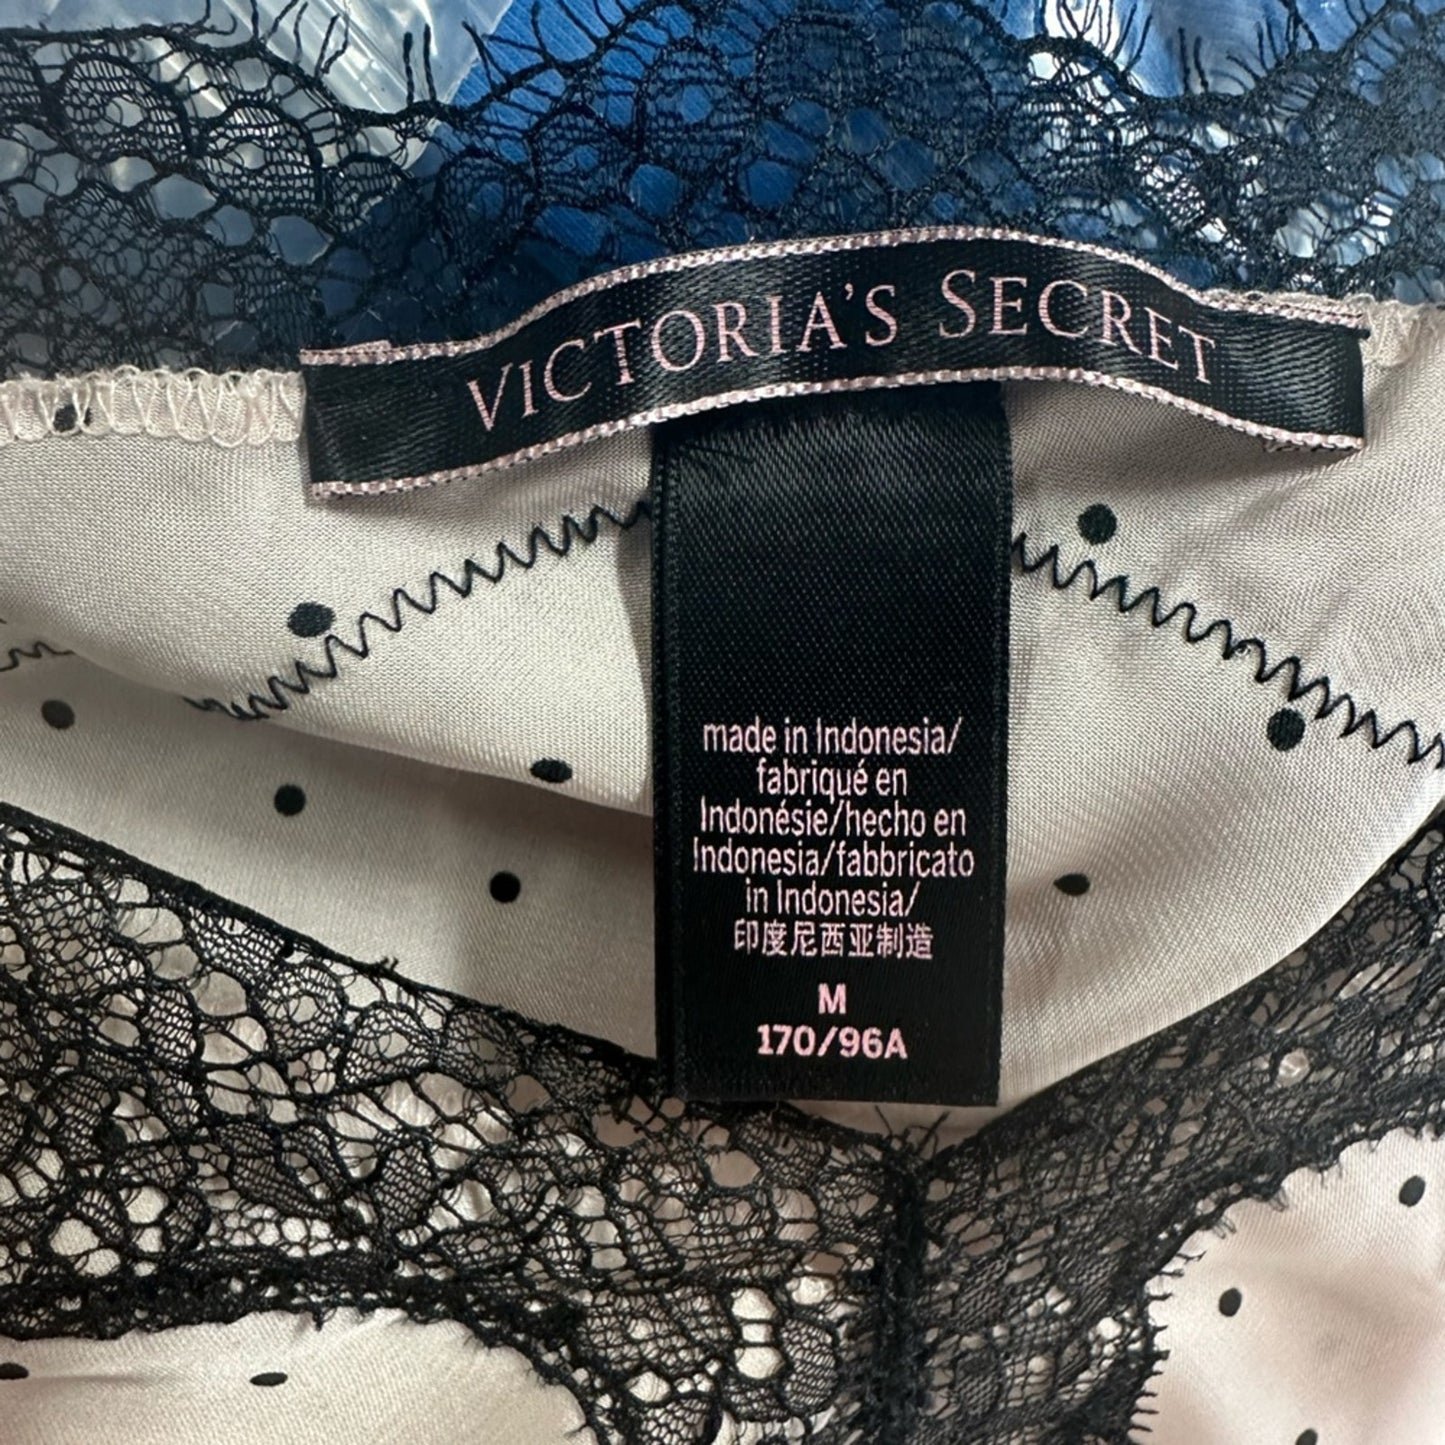 VICTORIA'S SECRET
made in Indonesia/
fabriqué en
Indonésie/hecho en
Indonesia/fabbricato
in Indonesia/
印度尼西亚制造
M
170/96A